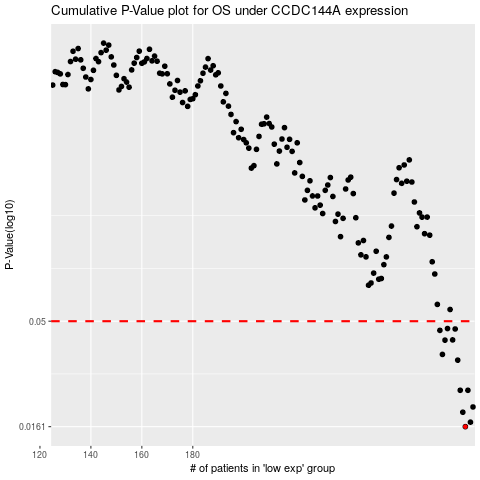 Cumulative P-Value plot for OS under CCDC144A expression
P-Value(log10)
0.05
0.0161
120 140 160 180
# of patients in 'low exp' group